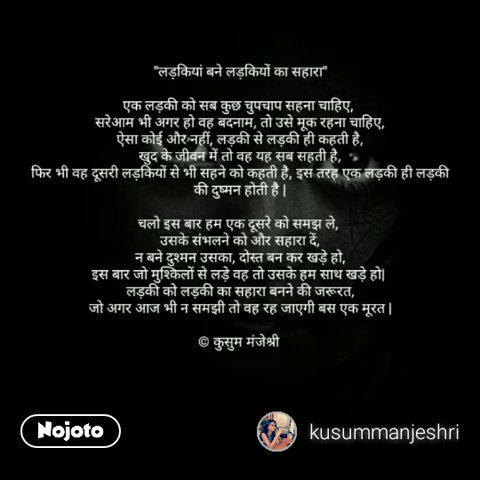 "लड़कियां बने लड़कियों का सहारा"
एक लड़की को सब कुछ चुपचाप सहना चाहिए,
सरेआम भी अगर हो वह बदनाम, तो उसे मूक रहना चाहिए,
ऐसा कोई और नहीं, लड़की से लड़की ही कहती है,
खुद के जीवन में तो वह यह सब सहती है,
फिर भी वह दूसरी लड़कियों से भी सहने को कहती है, इस तरह एक लड़की ही लड़की
की दुष्मन होती है |
चलो इस बार हम एक दूसरे को समझ ले,
उसके संभलने को और सहारा दें,
न बने दुश्मन उसका, दोस्त बन कर खड़े हो,
इस बार जो मुश्किलों से लड़े वह तो उसके हम साथ खड़े हो|
लड़की को लड़की का सहारा बनने की जरूरत,
जो अगर आज भी न समझी तो वह रह जाएगी बस एक मूरत |
© कुसुम मंजेश्री
Nojoto
kusummanjeshri